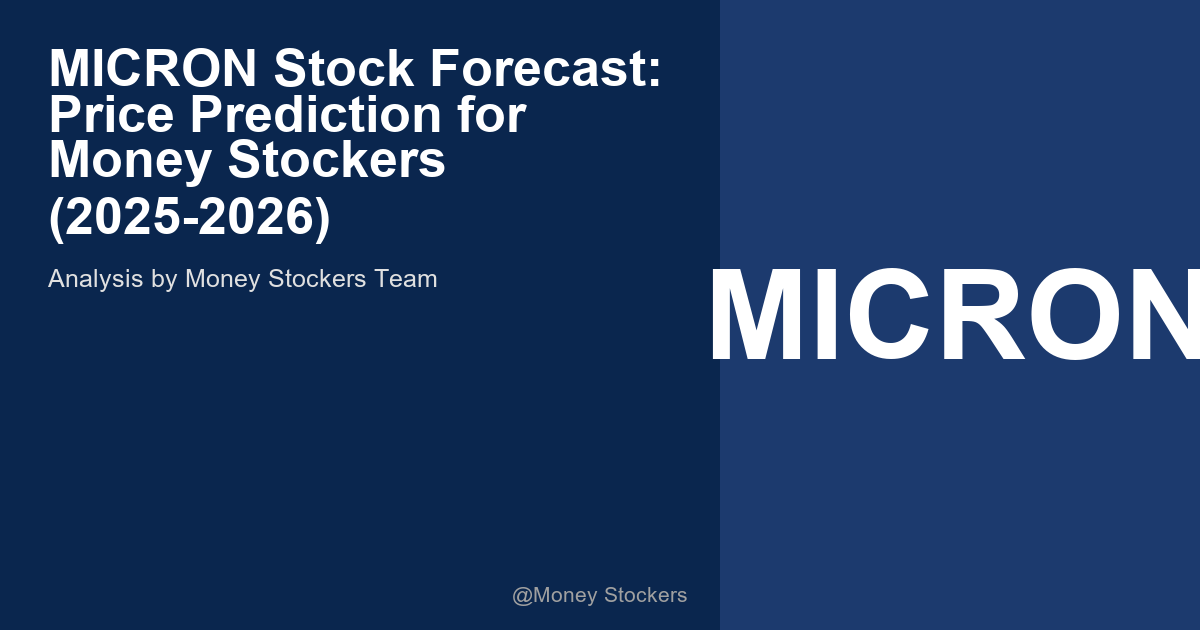 MICRON Stock Forecast:
Price Prediction for
Money Stockers
(2025-2026)
Analysis by Money Stockers Team
MICRON
@Money Stockers